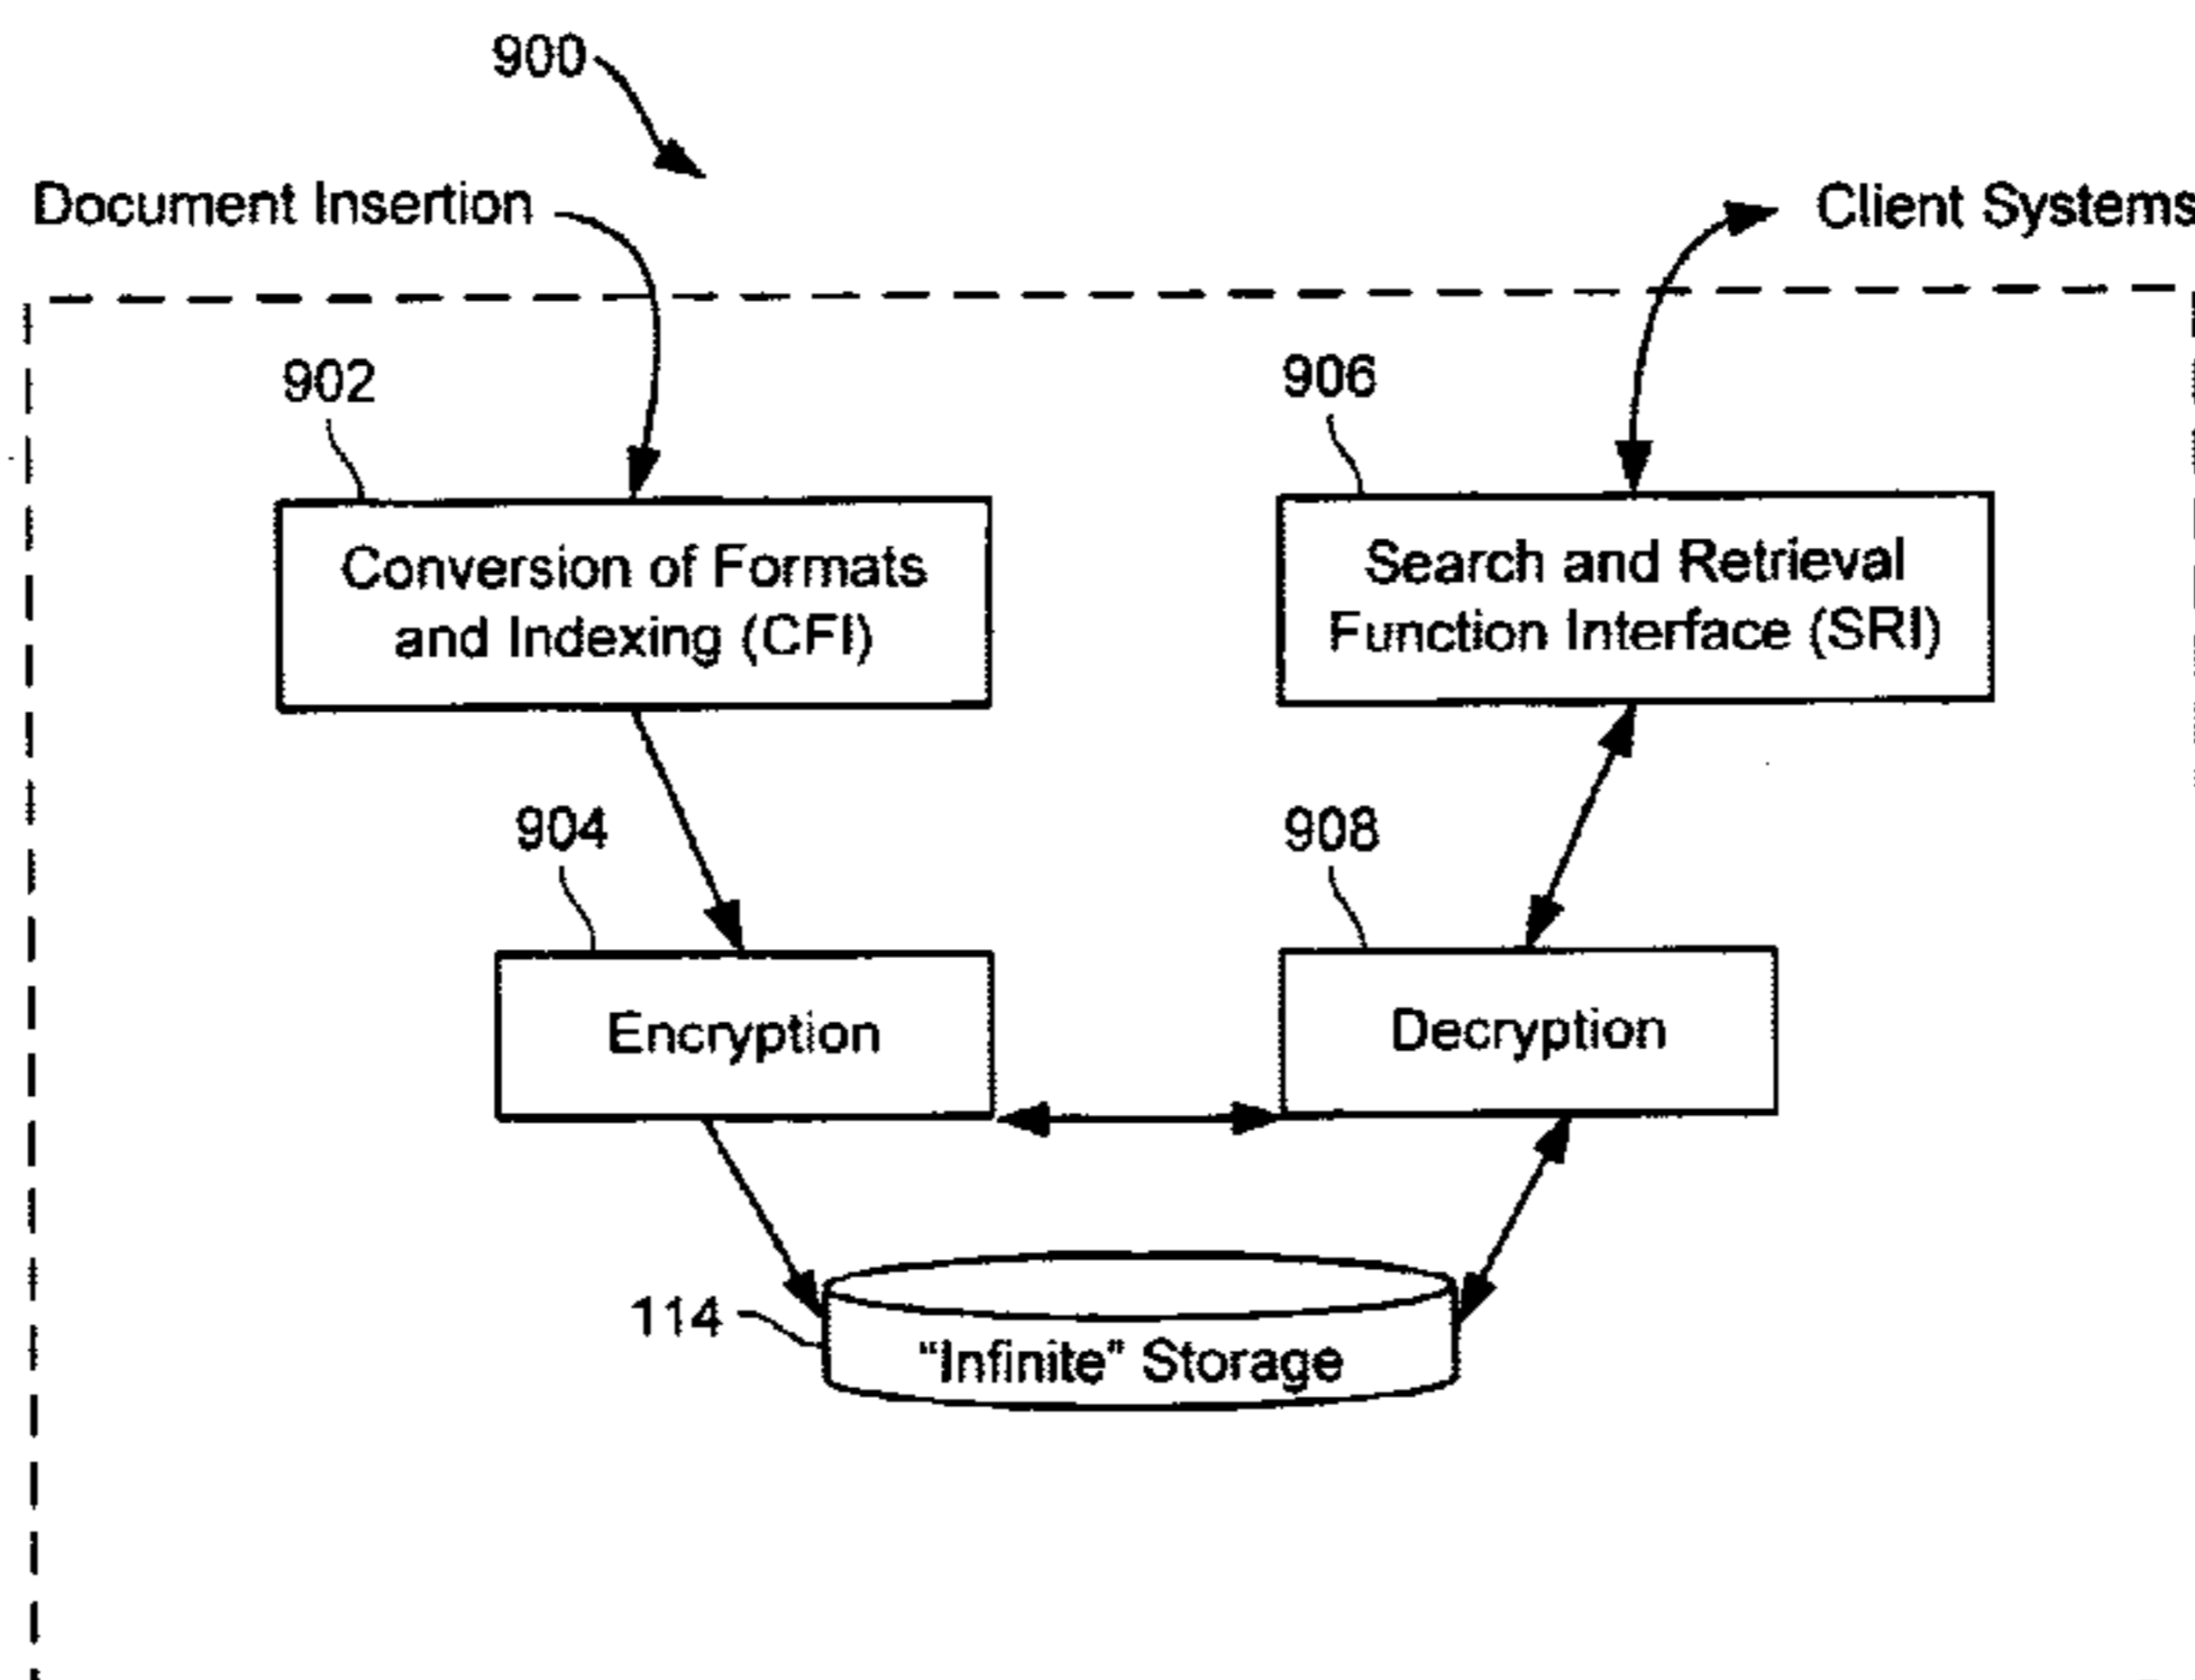 900
Document Insertion
Client Systems
902
906
Conversion of Formats
and Indexing (CFI)
Search and Retrieval
Function Interface (SRI)
904
908
Encryption
Decryption
114
"Infinite" Storage